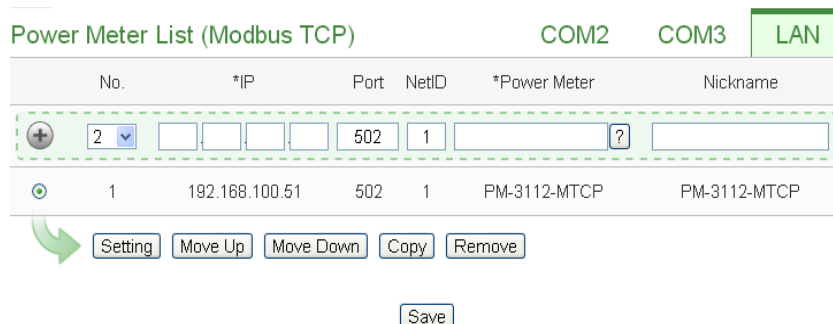 Power Meter List (Modbus TCP) COM2 COM3 LAN
No. *IP Port NetID *Power Meter Nickname
2 . . . 502 1 ?
1 192.168.100.51 502 1 PM-3112-MTCP PM-3112-MTCP
Setting Move Up Move Down Copy Remove
Save